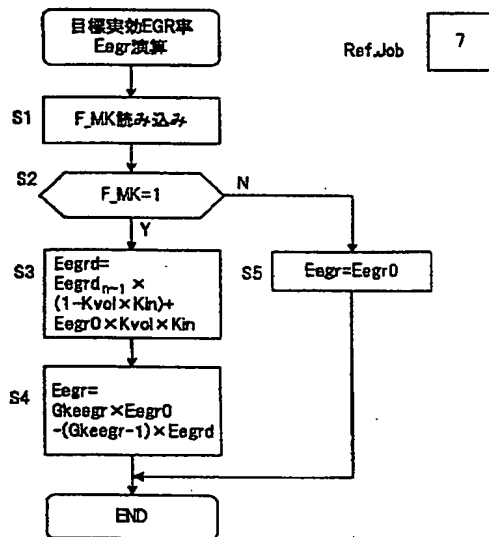 目標実効EGR率
Eegr演算
Ref.Job
7
S1
F_MK読み込み
S2
F_MK=1
N
Y
S3
Eegrd=
Eegrdn-1×
(1-Kvol×Kin)+
Eegr0×Kvol×Kin
S5
Eegr=Eegr0
S4
Eegr=
Gkeegr×Eegr0
-(Gkeegr-1)×Eegrd
END